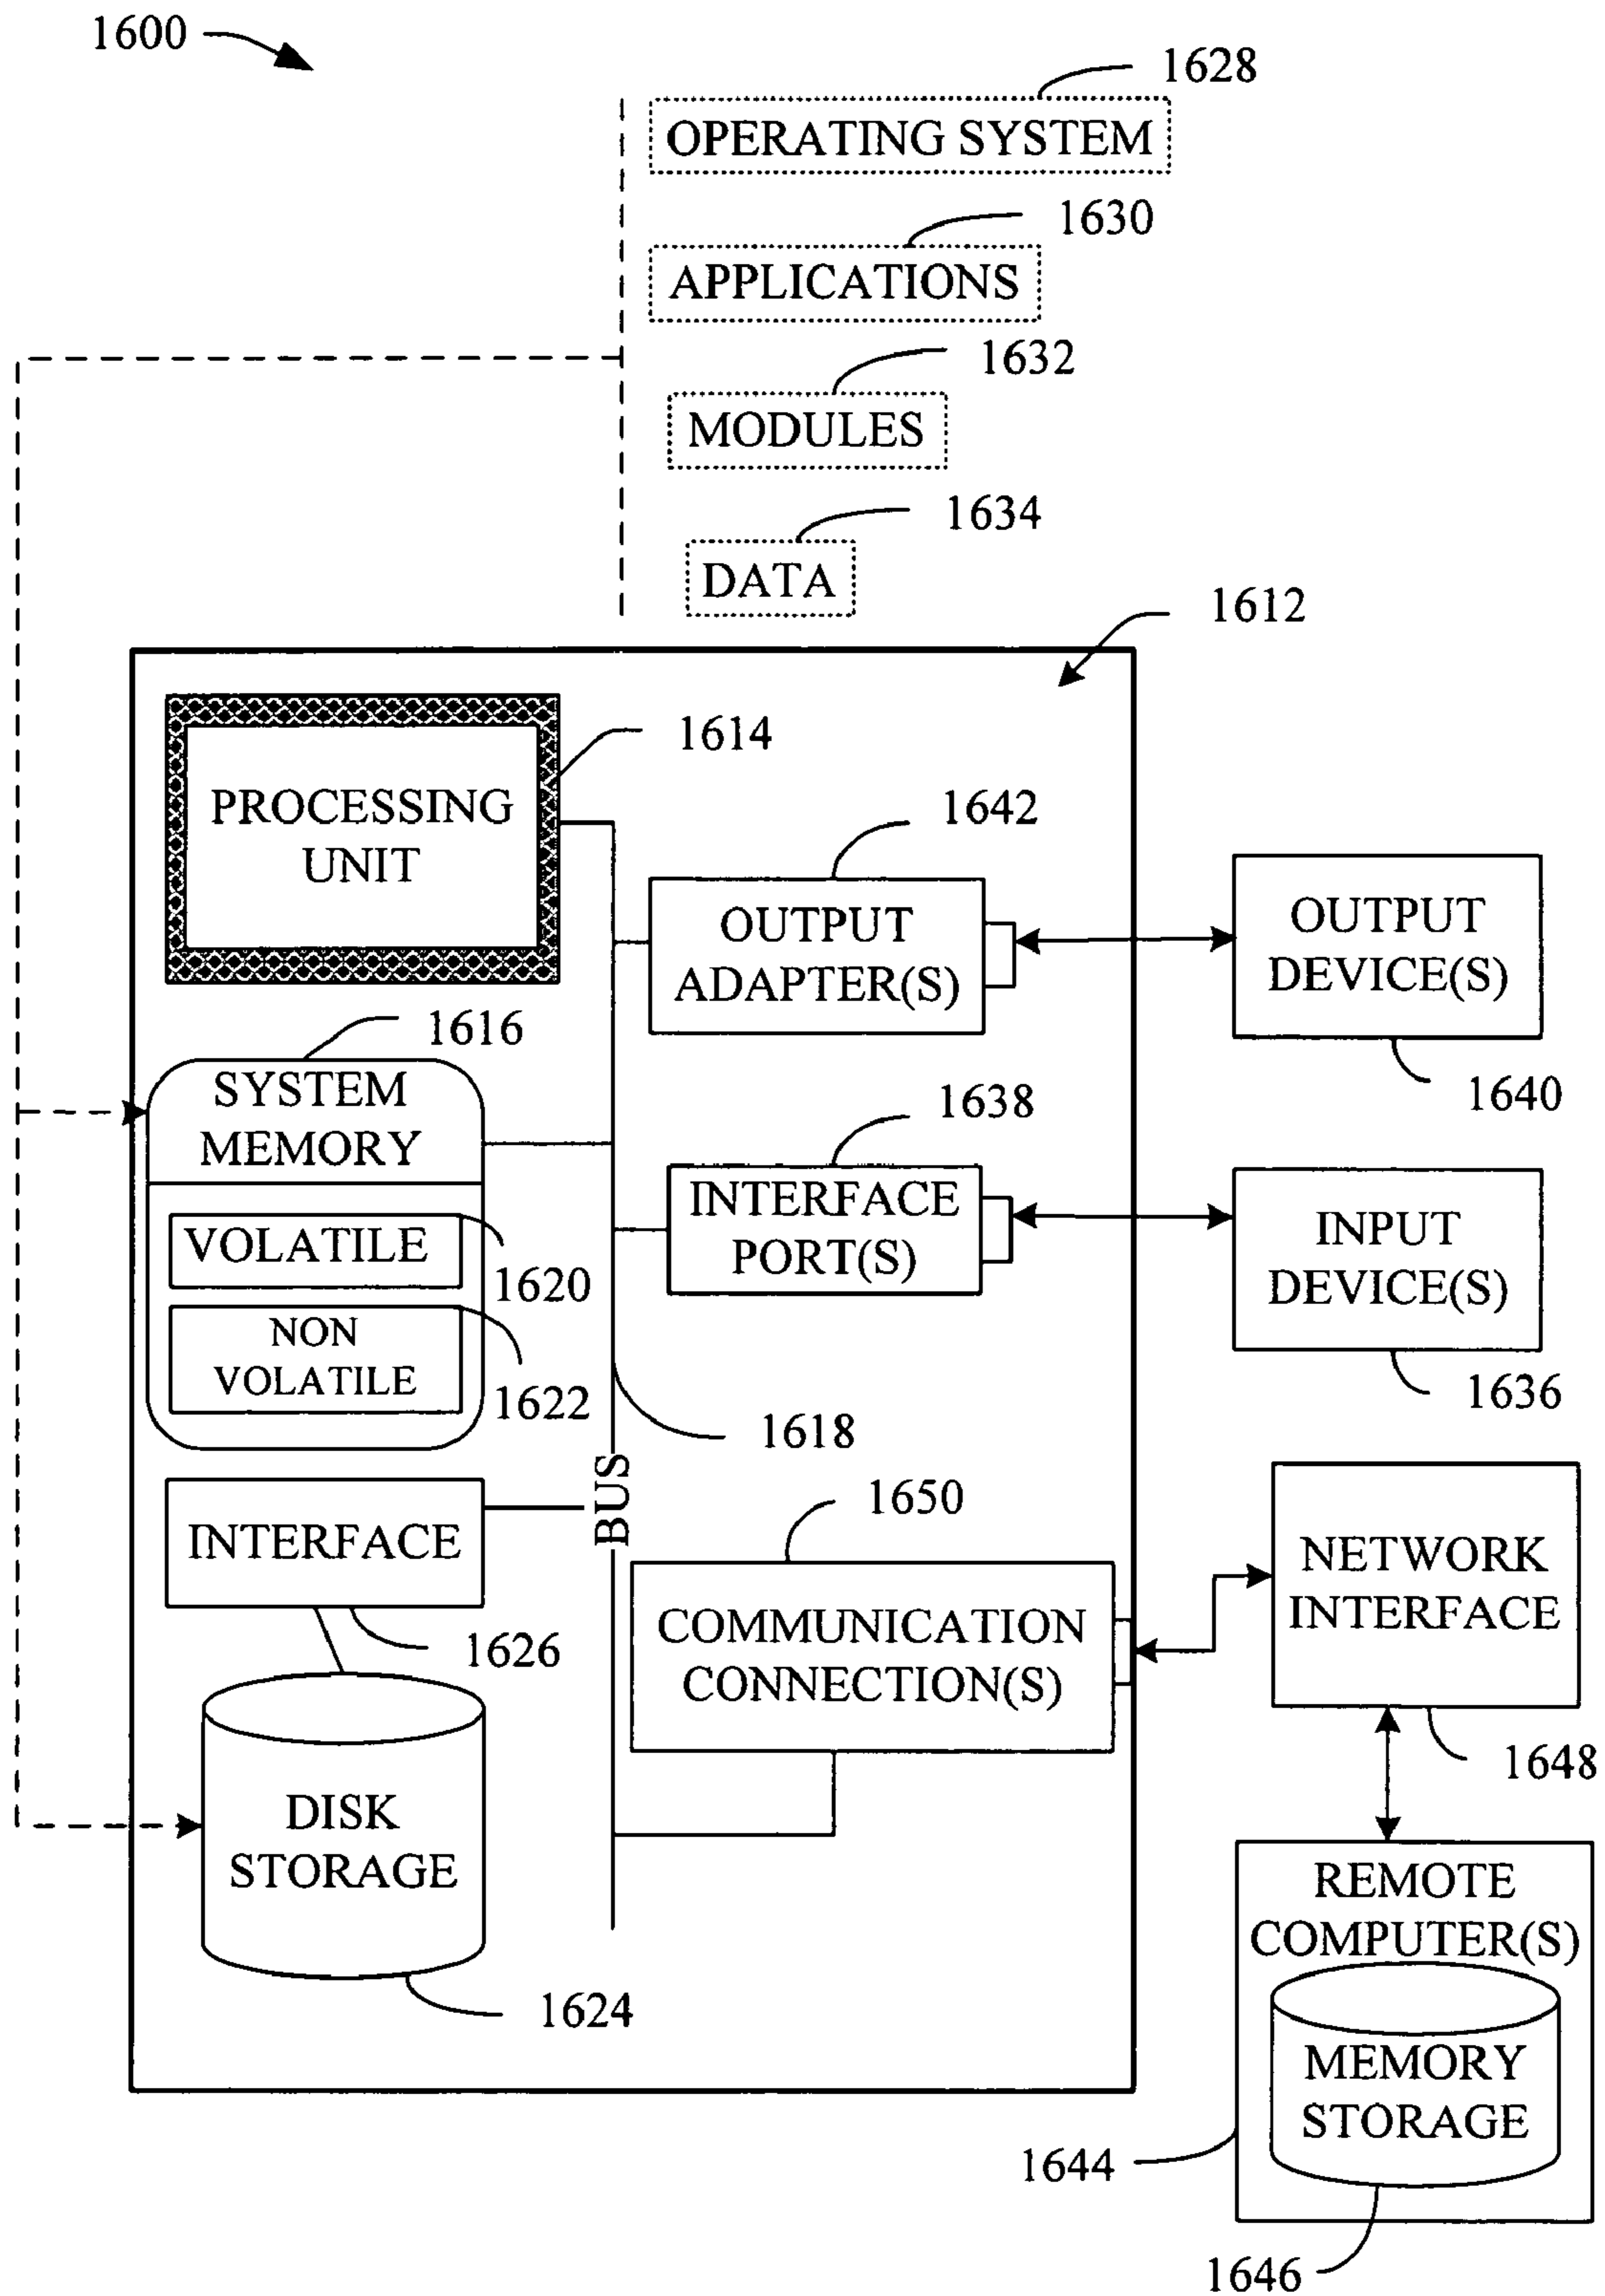 1600
1628
OPERATING SYSTEM
1630
APPLICATIONS
1632
MODULES
1634
DATA
1612
1614
PROCESSING
UNIT
1642
OUTPUT
ADAPTER(S)
OUTPUT
DEVICE(S)
1640
1616
SYSTEM
MEMORY
VOLATILE
1620
NON
VOLATILE
1622
1638
INTERFACE
PORT(S)
INPUT
DEVICE(S)
1636
1618
BUS
INTERFACE
1626
1650
COMMUNICATION
CONNECTION(S)
NETWORK
INTERFACE
1648
DISK
STORAGE
1624
REMOTE
COMPUTER(S)
MEMORY
STORAGE
1644
1646